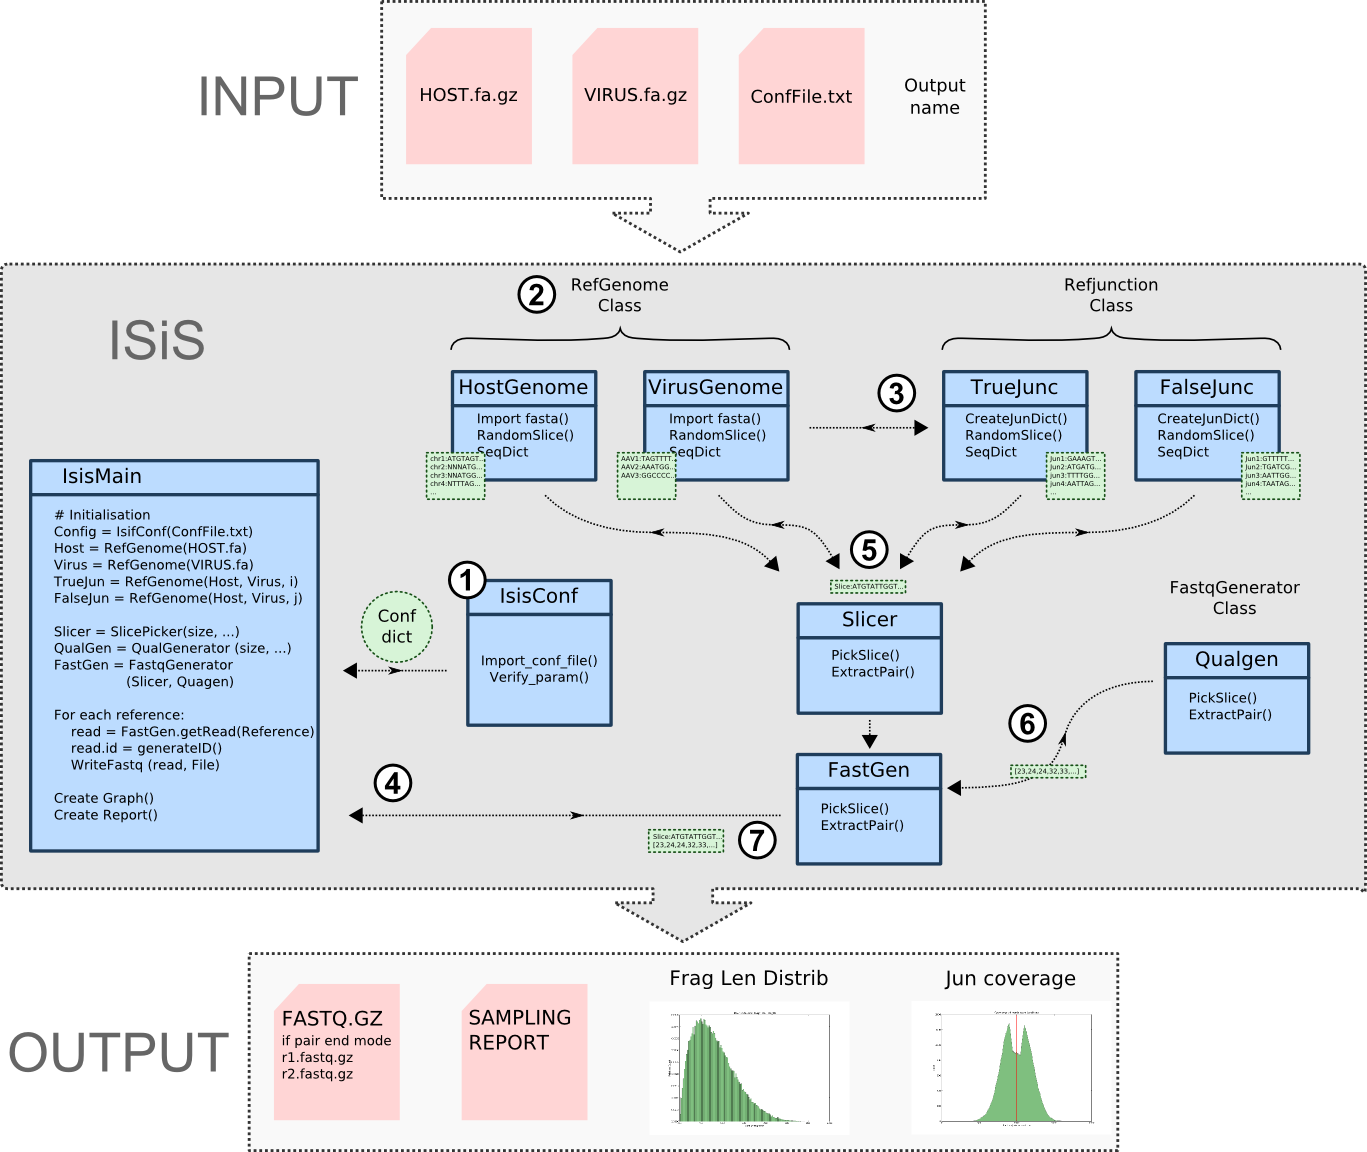 INPUT
HOST.fa.gz
VIRUS.fa.gz
ConfFile.txt
Output
name
ISiS
2
RefGenome
Class
Refjunction
Class
HostGenome
Import fasta()
RandomSlice()
SeqDict
chr1:ATGTAGT...
chr2:NNNATG...
chr3:NNATGG...
chr4:NTTTAG...
...
VirusGenome
Import fasta()
RandomSlice()
SeqDict
AAV1:TAGTTTT...
AAV2:AAATGG...
AAV3:GGCCCC...
3
TrueJunc
CreateJunDict()
RandomSlice()
SeqDict
Jun1:GAAAGT...
Jun2:ATGATG...
jun3:TTTTGG...
jun4:AATTAG...
...
FalseJunc
CreateJunDict()
RandomSlice()
SeqDict
Jun1:GTTTTT...
Jun2:TGATCG...
jun3:AATTGG...
jun4:TAATAG...
...
IsisMain
# Initialisation
Config = IsifConf(ConfFile.txt)
Host = RefGenome(HOST.fa)
Virus = RefGenome(VIRUS.fa)
TrueJun = RefGenome(Host, Virus, i)
FalseJun = RefGenome(Host, Virus, j)
Slicer = SlicePicker(size, ...)
QualGen = QualGenerator (size, ...)
FastGen = FastqGenerator
(Slicer, Quagen)
For each reference:
read = FastGen.getRead(Reference)
read.id = generateID()
WriteFastq (read, File)
Create Graph()
Create Report()
Conf
dict
1
IsisConf
Import_conf_file()
Verify_param()
5
Slice:ATGTATTGGT...
Slicer
PickSlice()
ExtractPair()
FastqGenerator
Class
Qualgen
PickSlice()
ExtractPair()
6
[23,24,24,32,33,...]
FastGen
PickSlice()
ExtractPair()
4
7
Slice:ATGTATTGGT...
[23,24,24,32,33,...]
OUTPUT
FASTQ.GZ
if pair end mode
r1.fastq.gz
r2.fastq.gz
SAMPLING
REPORT
Frag Len Distrib
Jun coverage